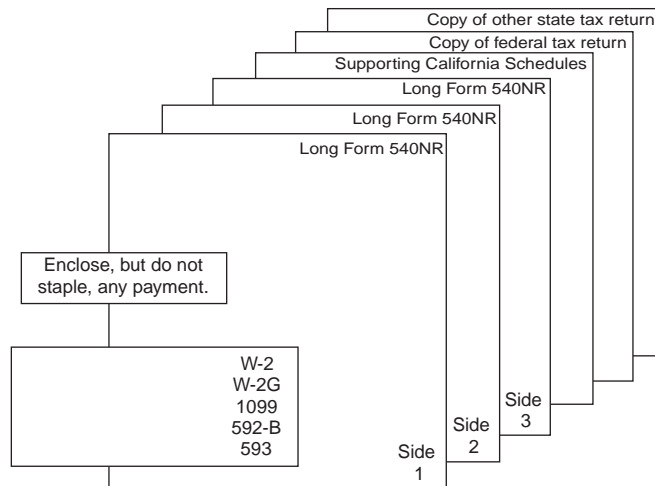 Copy of other state tax return
Copy of federal tax return
Supporting California Schedules
Long Form 540NR
Long Form 540NR
Long Form 540NR
Enclose, but do not
staple, any payment.
W-2
W-2G
1099
592-B
593
Side
1
Side
2
Side
3